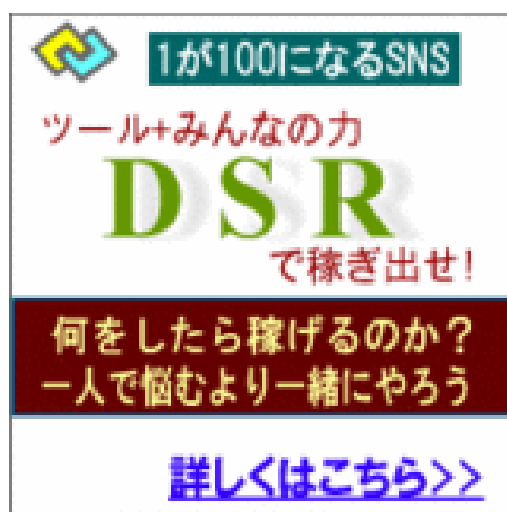 1が100になるSNS
ツール+みんなの力
DSR
で稼ぎ出せ!
何をしたら稼げるのか?
一人で悩むより一緒にやろう
詳しくはこちら>>